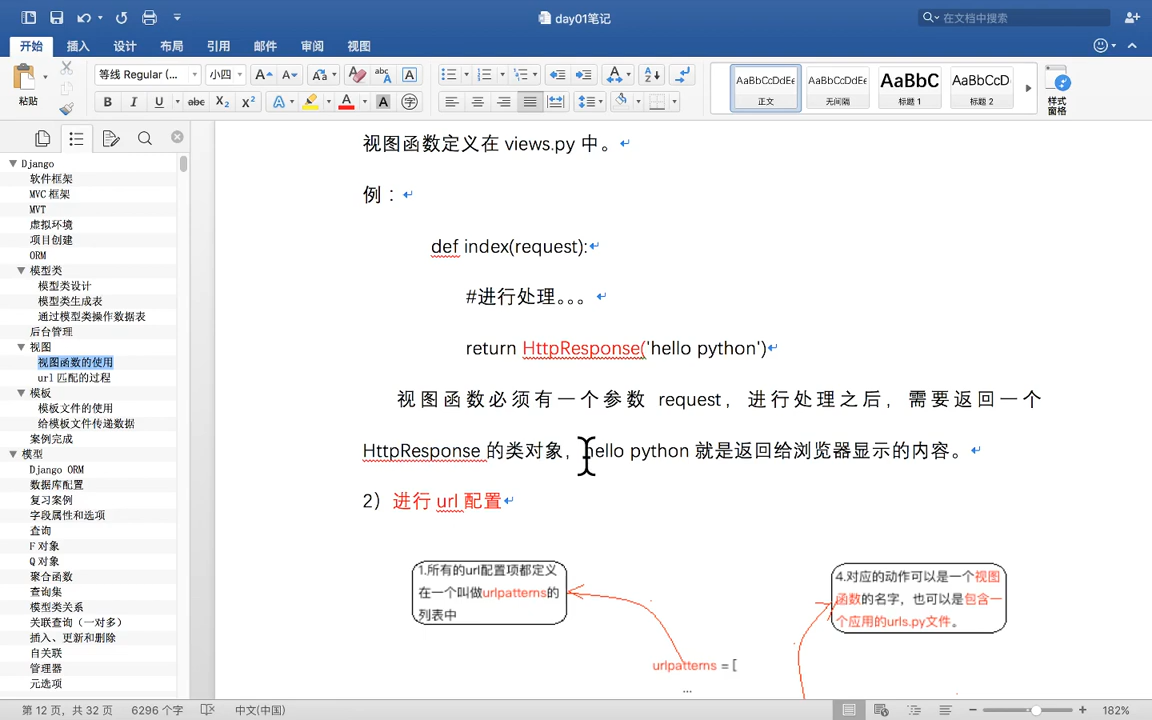 day01笔记
在文档中搜索
开始 插入 设计 布局 引用 邮件 审阅 视图
粘贴
等线 Regular (...
小四
abc
A
B I U abc X₂ X²
AaBbCcDdEe
正文
AaBbCcDdEe
无间隔
AaBbC
标题 1
AaBbCcD
标题 2
样式
窗格
Django
软件框架
MVC 框架
MVT
虚拟环境
项目创建
ORM
模型类
模型类设计
模型类生成表
通过模型类操作数据表
后台管理
视图
视图函数的使用
url 匹配的过程
模板
模板文件的使用
给模板文件传递数据
案例完成
模型
Django ORM
数据库配置
复习案例
字段属性和选项
查询
F 对象
Q 对象
聚合函数
查询集
模型类关系
关联查询（一对多）
插入、更新和删除
自关联
管理器
元选项
视图函数定义在 views.py 中。
例：
def index(request):
#进行处理。。。
return HttpResponse('hello python')
视图函数必须有一个参数 request，进行处理之后，需要返回一个
HttpResponse 的类对象，hello python 就是返回给浏览器显示的内容。
2）进行 url 配置
1.所有的url配置项都定义
在一个叫做urlpatterns的
列表中
4.对应的动作可以是一个视图
函数的名字，也可以是包含一
个应用的urls.py文件。
urlpatterns = [
...
第 12 页，共 32 页 6296 个字 中文(中国) 182%